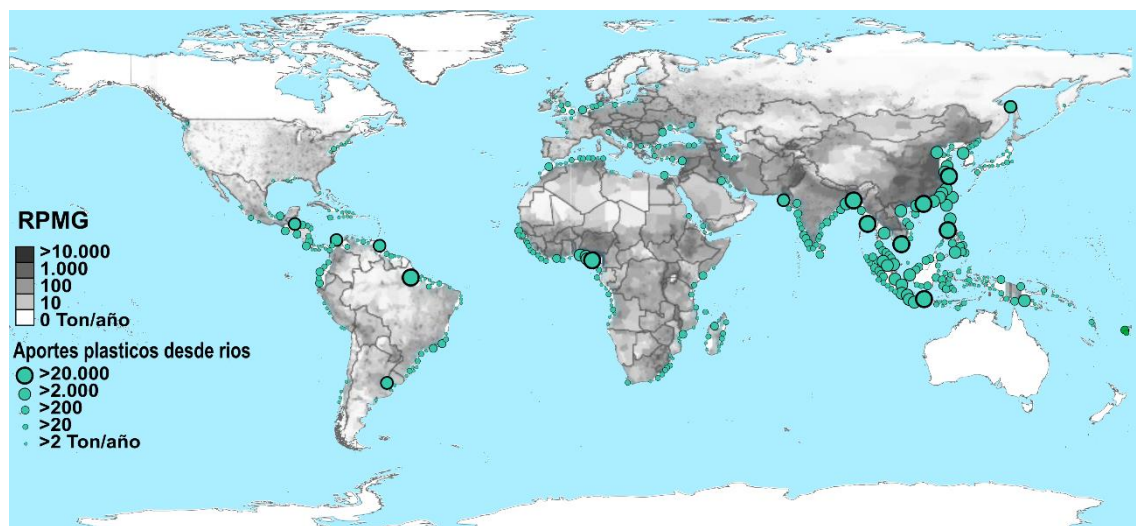 RPMG
>10.000
1.000
100
10
0 Ton/año
Aportes plasticos desde rios
>20.000
>2.000
>200
>20
>2 Ton/año